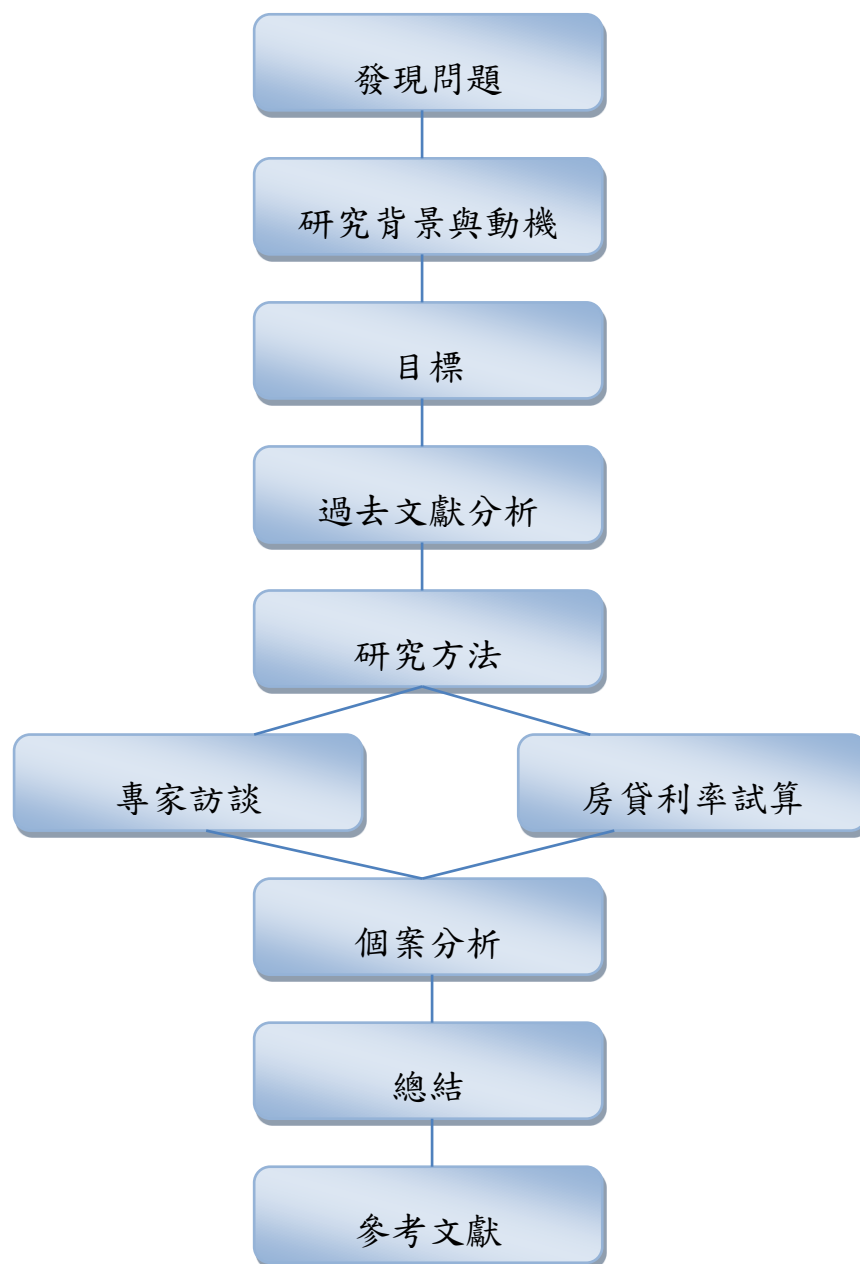 發現問題
研究背景與動機
目標
過去文獻分析
研究方法
專家訪談
房貸利率試算
個案分析
總結
參考文獻